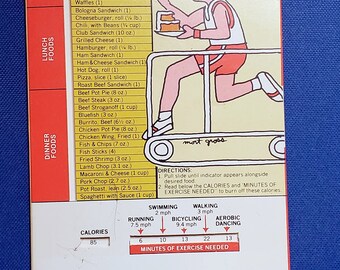 Waffles (1)
Bologna Sandwich (1)
Cheeseburger, roll (¼ lb.)
Chili, with Beans (¾ cup)
Club Sandwich (10 oz.)
Grilled Cheese (1)
Hamburger, roll (¼ lb.)
Ham Sandwich (1)
Ham&Cheese Sandwich (1)
Hot Dog; roll (1)
Pizza, slice (1)
Roast Beef Sandwich (1)
LUNCH FOODS
Beef Pot Pie (8 oz.)
Beef Steak (3 oz.)
Beef Stroganoff (1 cup)
Bluefish (3 oz.)
Burrito, Beef (6½ oz.)
Chicken Pot Pie (8 oz.)
Chicken Wing, Fried (1)
Fish & Chips (7 oz.)
Fish Sticks (4)
Fried Shrimp (3 oz.)
Lamb Chop (3.1 oz.)
Macaroni & Cheese (1 cup)
Pork Chop (2.7 oz.)
Pot Roast, leak (2.5 oz.)
Spaghetti with Sauce (1 cup)
DINNER FOODS
mort gross
DIRECTIONS:
1. Pull slide until indicator appears alongside
desired food.
2. Read below the CALORIES and 'MINUTES OF
EXERCISE NEEDED' to burn off these calories.
SWIMMING
2 mph
WALKING
3 mph
RUNNING
7.5 mph
BICYCLING
9.4 mph
AEROBIC
DANCING
CALORIES
85
6 10 13 22 13
MINUTES OF EXERCISE NEEDED